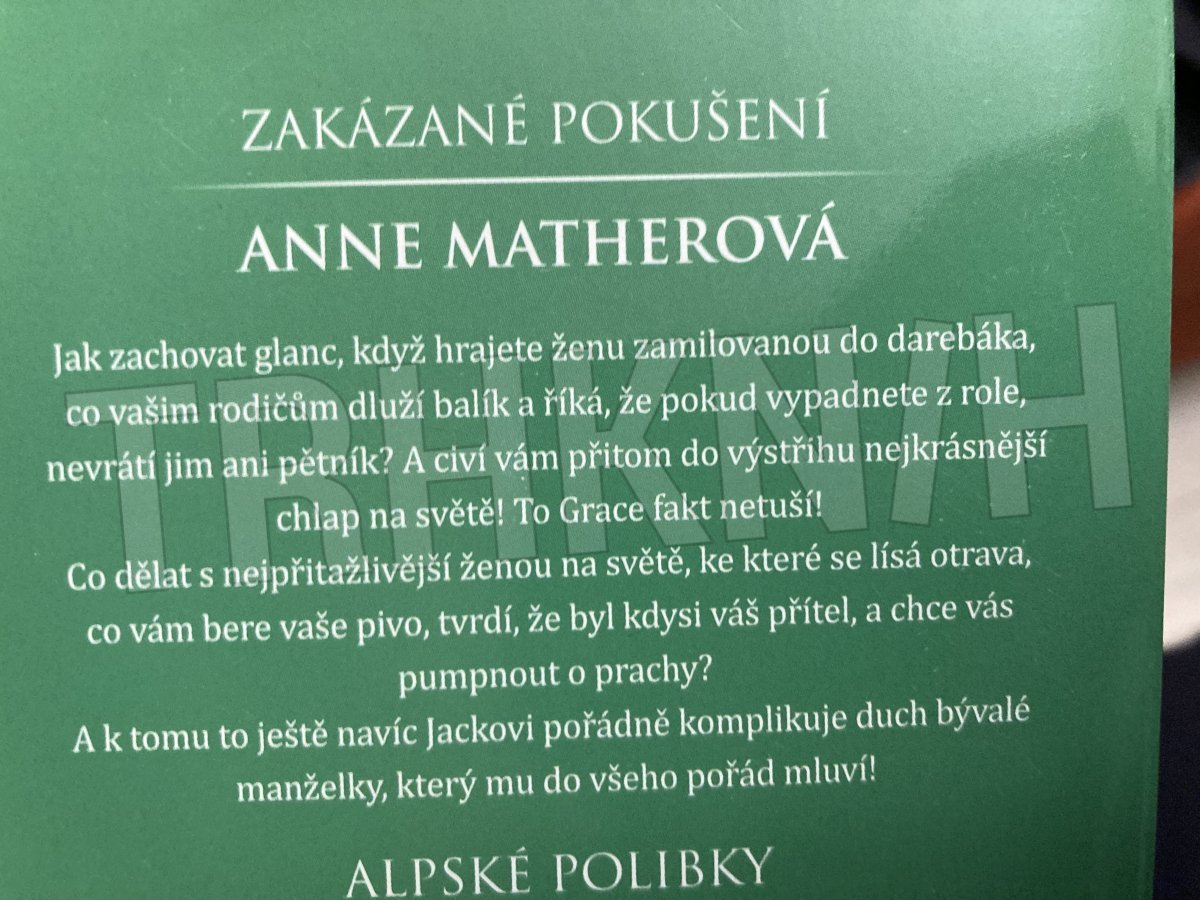 ZAKÁZANÉ POKUŠENÍ
ANNE MATHEROVÁ
Jak zachovat glanc, když hrajete ženu zamilovanou do darebáka,
co vašim rodičům dluží balík a říká, že pokud vypadnete z role,
nevrátí jim ani pětník? A civí vám přitom do výstřihu nejkrásnější
chlap na světě! To Grace fakt netuší!
Co dělat s nejpřitažlivější ženou na světě, ke které se lísá otrava,
co vám bere vaše pivo, tvrdí, že byl kdysi váš přítel, a chce vás
pumpnout o prachy?
A k tomu to ještě navíc Jackovi pořádně komplikuje duch bývalé
manželky, který mu do všeho pořád mluví!
ALPSKÉ POLIBKY
TBHKN/H